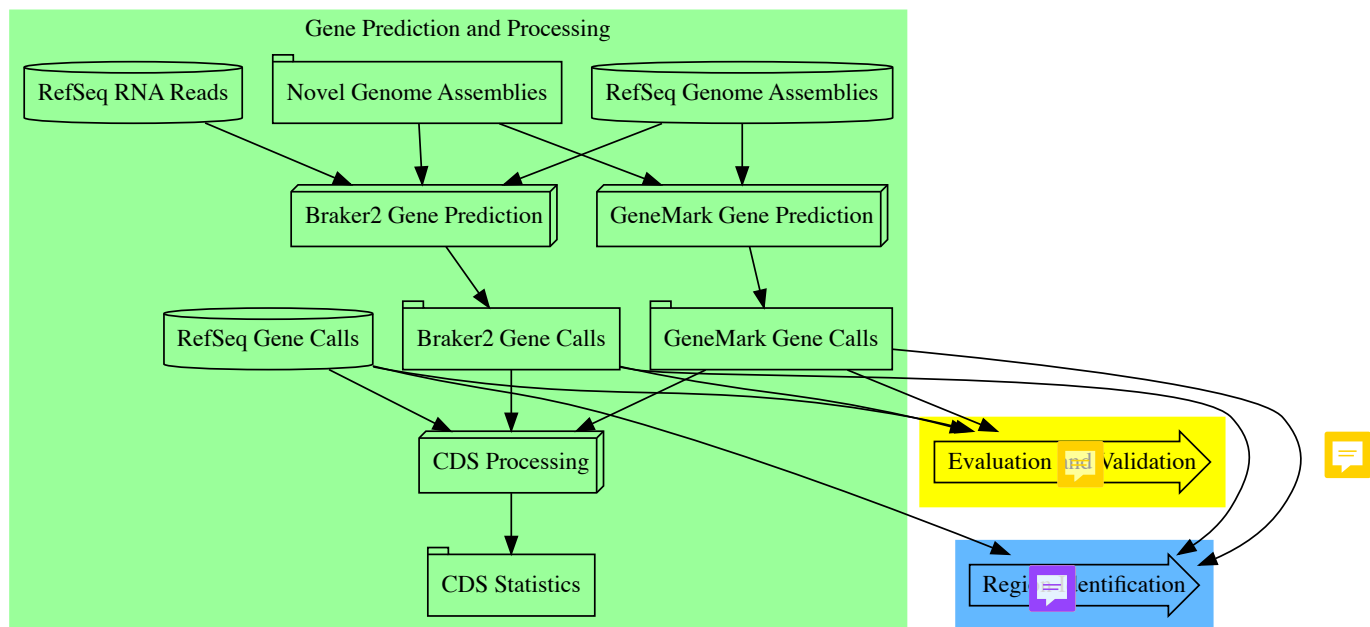 Gene Prediction and Processing
RefSeq RNA Reads
Novel Genome Assemblies
RefSeq Genome Assemblies
Braker2 Gene Prediction
GeneMark Gene Prediction
RefSeq Gene Calls
Braker2 Gene Calls
GeneMark Gene Calls
CDS Processing
Evaluation and Validation
CDS Statistics